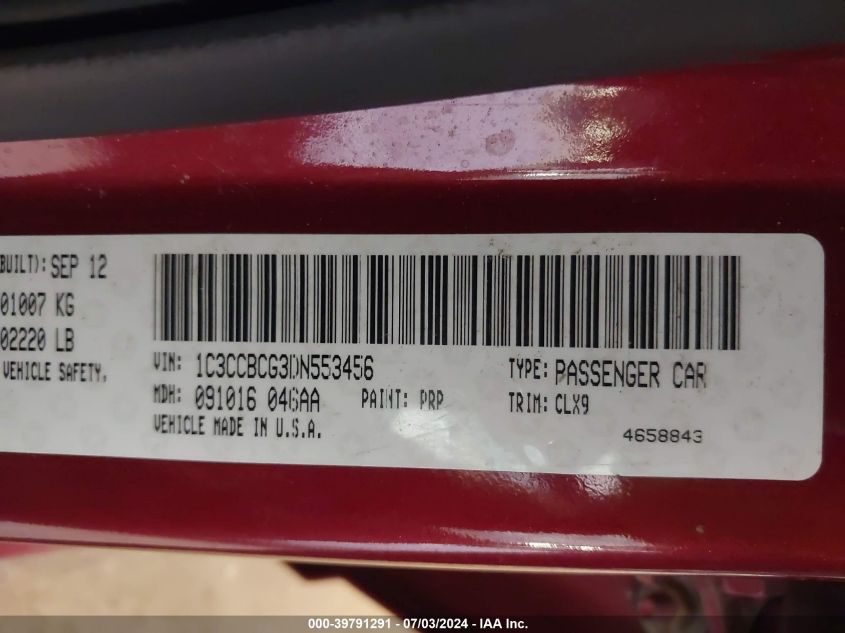 BUILT): SEP 12
01007 KG
02220 LB
VEHICLE SAFETY,
VIN: 1C3CCBCG3DN553456
TYPE: PASSENGER CAR
MDH: 091016 046AA PAINT: PRP
TRIM: CLX9
VEHICLE MADE IN U.S.A.
4658843
000-39791291 - 07/03/2024 - IAA Inc.